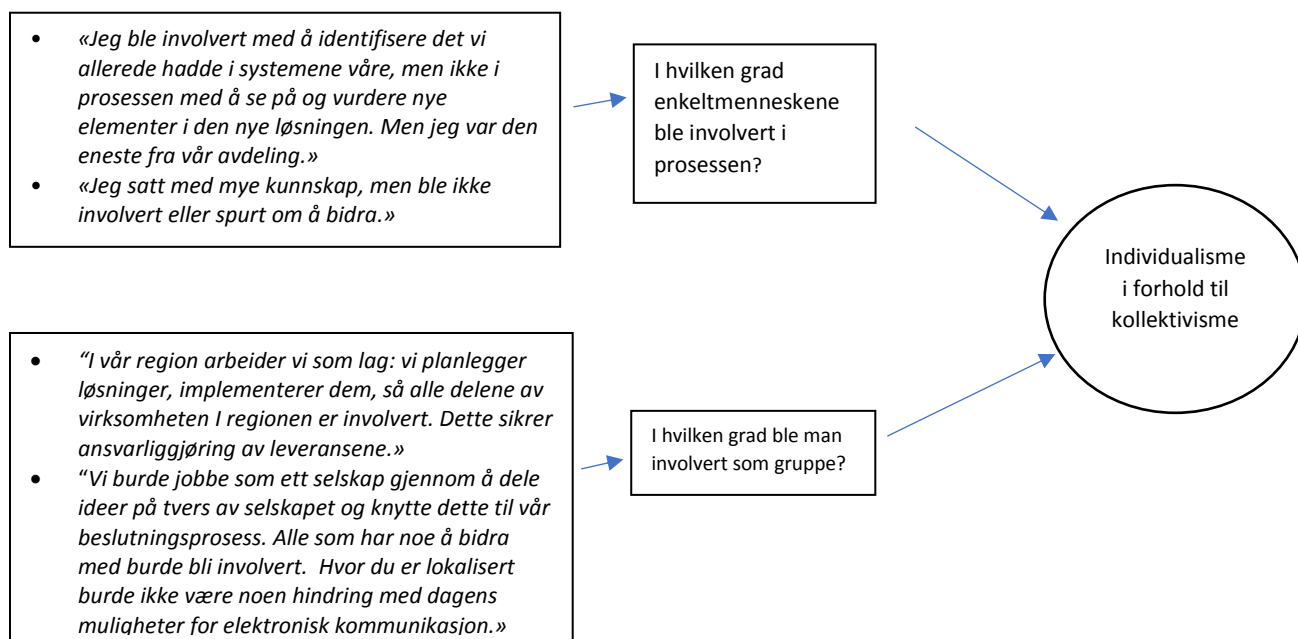 • «Jeg ble involvert med å identifisere det vi
allerede hadde i systemene våre, men ikke i
prosessen med å se på og vurdere nye
elementer i den nye løsningen. Men jeg var den
eneste fra vår avdeling.»
• «Jeg satt med mye kunnskap, men ble ikke
involvert eller spurt om å bidra.»
I hvilken grad
enkeltmenneskene
ble involvert i
prosessen?
Individualisme
i forhold til
kollektivisme
• “I vår region arbeider vi som lag: vi planlegger
løsninger, implementerer dem, så alle delene av
virksomheten I regionen er involvert. Dette sikrer
ansvarliggjøring av leveransene.»
• “Vi burde jobbe som ett selskap gjennom å dele
ideer på tvers av selskapet og knytte dette til vår
beslutningsprosess. Alle som har noe å bidra
med burde bli involvert.  Hvor du er lokalisert
burde ikke være noen hindring med dagens
muligheter for elektronisk kommunikasjon.»
I hvilken grad ble man
involvert som gruppe?